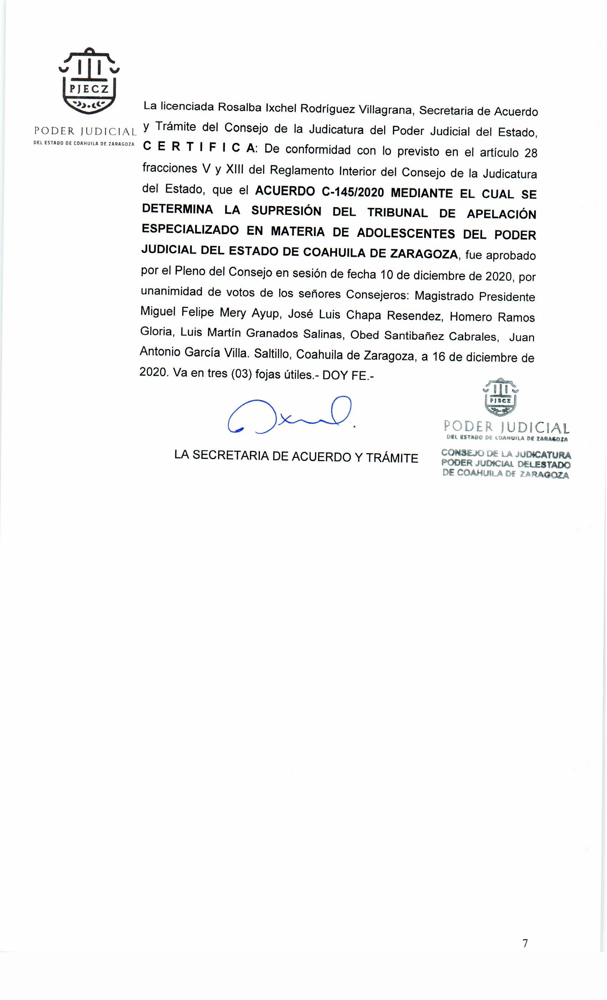 PJECZ
PODER JUDICIAL
DEL ESTADO DE COAHUILA DE ZARAGOZA
La licenciada Rosalba Ixchel Rodríguez Villagrana, Secretaria de Acuerdo
y Trámite del Consejo de la Judicatura del Poder Judicial del Estado,
C E R T I F I C A: De conformidad con lo previsto en el artículo 28
fracciones V y XIII del Reglamento Interior del Consejo de la Judicatura
del Estado, que el ACUERDO C-145/2020 MEDIANTE EL CUAL SE
DETERMINA LA SUPRESIÓN DEL TRIBUNAL DE APELACIÓN
ESPECIALIZADO EN MATERIA DE ADOLESCENTES DEL PODER
JUDICIAL DEL ESTADO DE COAHUILA DE ZARAGOZA, fue aprobado
por el Pleno del Consejo en sesión de fecha 10 de diciembre de 2020, por
unanimidad de votos de los señores Consejeros: Magistrado Presidente
Miguel Felipe Mery Ayup, José Luis Chapa Resendez, Homero Ramos
Gloria, Luis Martín Granados Salinas, Obed Santibañez Cabrales, Juan
Antonio García Villa. Saltillo, Coahuila de Zaragoza, a 16 de diciembre de
2020. Va en tres (03) fojas útiles.- DOY FE.-
LA SECRETARIA DE ACUERDO Y TRÁMITE
PJECZ
PODER JUDICIAL
DEL ESTADO DE COAHUILA DE ZARAGOZA
CONSEJO DE LA JUDICATURA
PODER JUDICIAL DELESTADO
DE COAHUILA DE ZARAGOZA
7